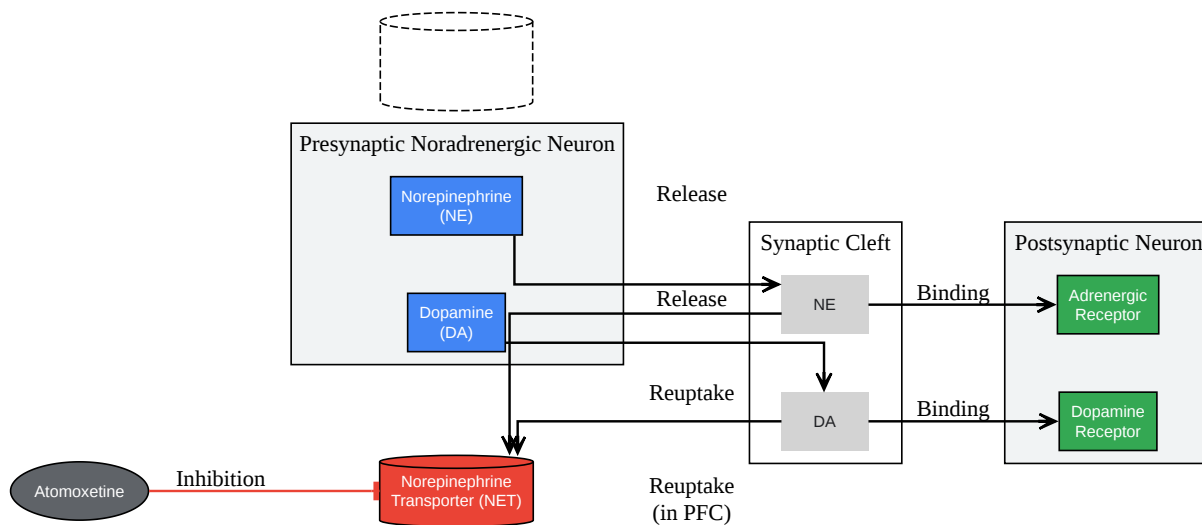 Presynaptic Noradrenergic Neuron
Norepinephrine
(NE)
Release
Synaptic Cleft
Postsynaptic Neuron
Dopamine
(DA)
Release
NE
Binding
Adrenergic
Receptor
Reuptake
DA
Binding
Dopamine
Receptor
Atomoxetine
Inhibition
Norepinephrine
Transporter (NET)
Reuptake
(in PFC)